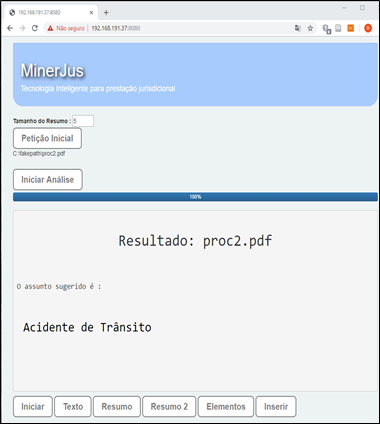 192.168.191.37:8080
Não seguro | 192.168.191.37:8080
MinerJus
Tecnologia Inteligente para prestação jurisdicional
Tamanho do Resumo : 5
Petição Inicial
C:\fakepath\proc2.pdf
Iniciar Análise
100%
Resultado: proc2.pdf
O assunto sugerido é :
Acidente de Trânsito
Iniciar Texto Resumo Resumo 2 Elementos Inserir